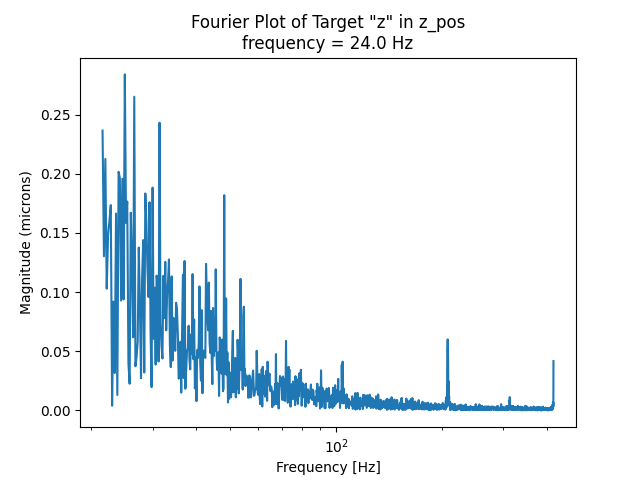 Fourier Plot of Target "z" in z_pos
frequency = 24.0 Hz
Magnitude (microns)
0.25
0.20
0.15
0.10
0.05
0.00
10²
Frequency [Hz]